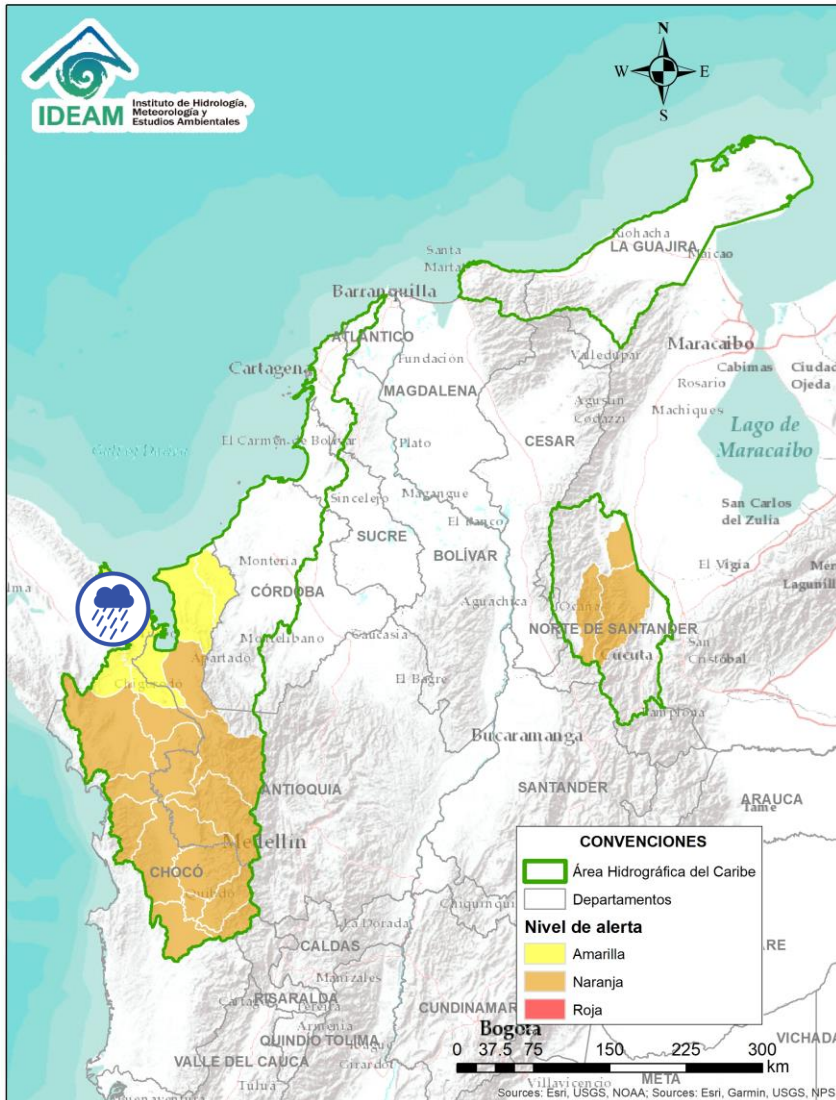 IDEAM
Instituto de Hidrología,
Meteorología y
Estudios Ambientales
N
W
E
S
Riohacha
LA GUAJIRA
Maicao
Santa
Barranquilla
ATLÁNTICO
Cartagena
Fundación
Valledupar
Maracaibo
Cabimas
Ciudad
Ojeda
Rosario
MAGDALENA
Agustín
Codazzi
Machiques
Lago de
Maracaibo
CESAR
El Carmen de Bolívar
Plato
Sincelejo
Magangue
San Carlos
del Zulia
El Banco
SUCRE
BOLÍVAR
El Vigía
Montería
CÓRDOBA
Aguachica
Ocaña
NORTE DE SANTANDER
San
Cristóbal
Montelíbano
Caucasia
Apartado
Cucuta
Chigorodó
El Bagre
Pamplona
Bucaramanga
ANTIOQUIA
SANTANDER
ARAUCA
Tame
Medellín
CHOCÓ
Quibdó
La Dorada
CALDAS
Manizales
RISARALDA
Pereira
Armenia
QUINDÍO
TOLIMA
Girardot
CUNDINAMAR
Bogotá
VALLE DEL CAUCA
Tuluá
Villavicencio
META
VICHADA
CONVENCIONES
Área Hidrográfica del Caribe
Departamentos
Nivel de alerta
Amarilla
Naranja
Roja
0 37.5 75 150 225 300
km
Sources: Esri, USGS, NOAA; Sources: Esri, Garmin, USGS, NPS